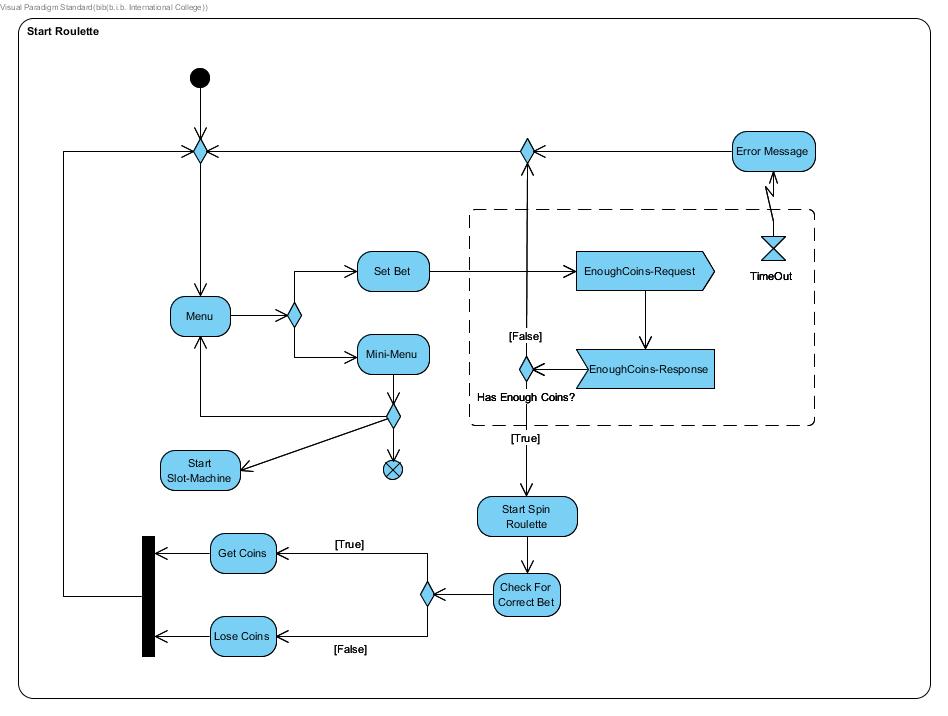 Visual Paradigm Standard(bib(b.i.b. International College))
Start Roulette
Error Message
Set Bet
EnoughCoins-Request
TimeOut
Menu
[False]
Mini-Menu
EnoughCoins-Response
Has Enough Coins?
[True]
Start
Slot-Machine
Start Spin
Roulette
[True]
Get Coins
Check For
Correct Bet
Lose Coins
[False]